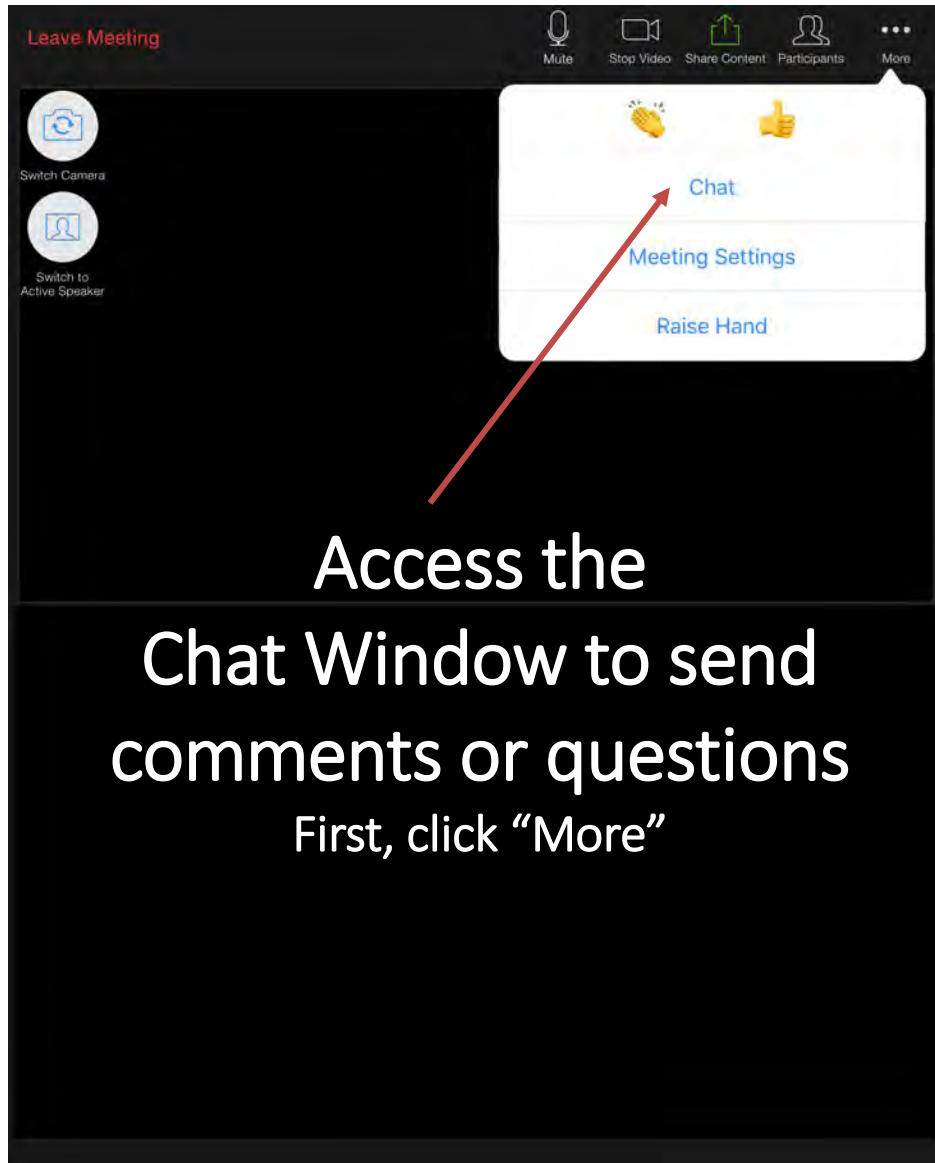 Leave Meeting
Mute
Stop Video
Share Content
Participants
More
Switch Camera
Switch to
Active Speaker
Chat
Meeting Settings
Raise Hand
Access the
Chat Window to send
comments or questions
First, click “More”